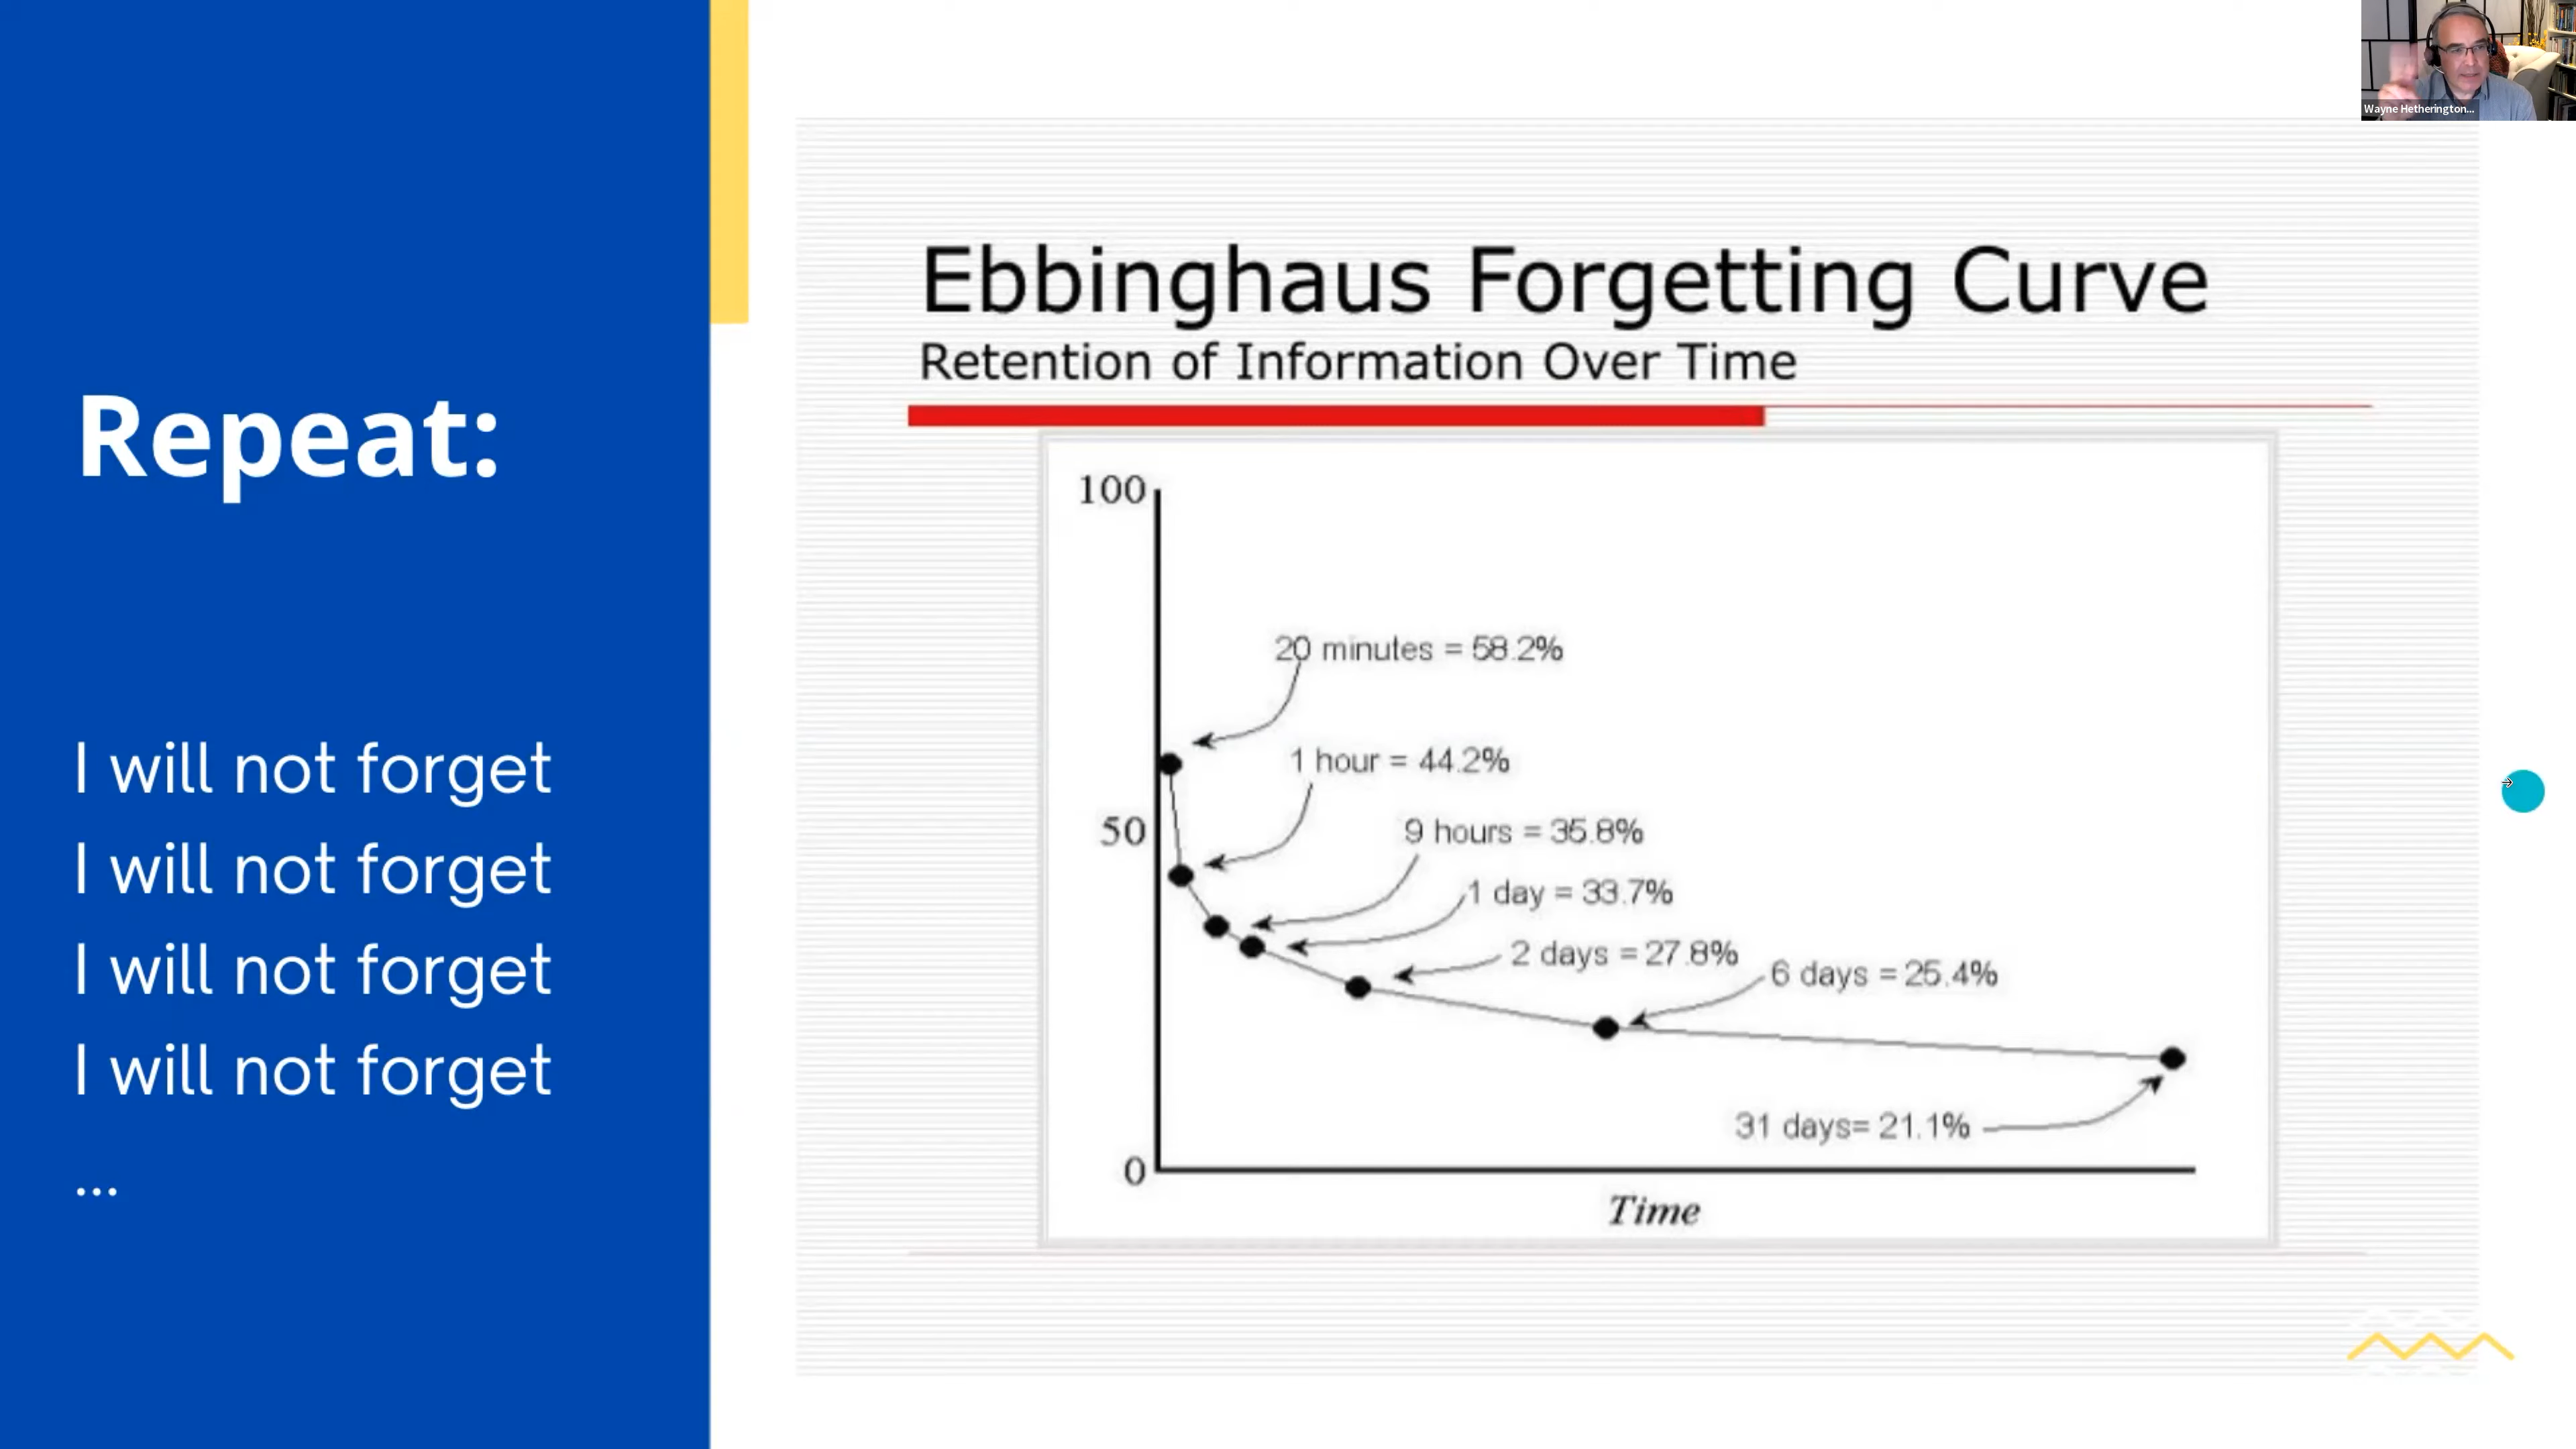 Repeat:
I will not forget
I will not forget
I will not forget
I will not forget
...
Wayne Hetherington...
Ebbinghaus Forgetting Curve
Retention of Information Over Time
100
20 minutes = 58.2%
1 hour = 44.2%
50
9 hours = 35.8%
1 day = 33.7%
2 days = 27.8%
6 days = 25.4%
31 days= 21.1%
0
Time